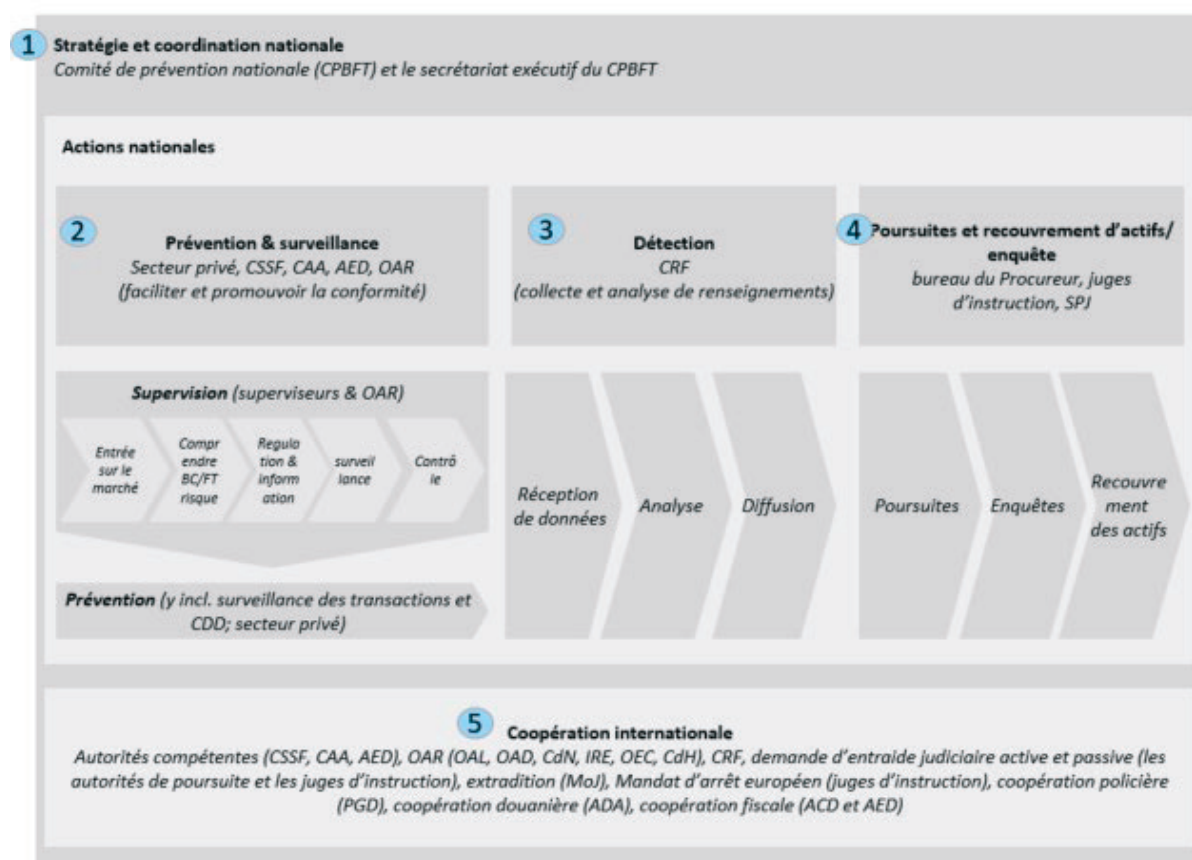 1
Stratégie et coordination nationale
Comité de prévention nationale (CPBFT) et le secrétariat exécutif du CPBFT
Actions nationales
2
Prévention & surveillance
Secteur privé, CSSF, CAA, AED, OAR
(faciliter et promouvoir la conformité)
3
Détection
CRF
(collecte et analyse de renseignements)
4
Poursuites et recouvrement d'actifs/
enquête
bureau du Procureur, juges
d'instruction, SPJ
Supervision (superviseurs & OAR)
Entrée
sur le
marché
Compr
endre
BC/FT
risque
Regula
tion &
inform
ation
surveil
lance
Contrô
le
Prévention (y incl. surveillance des transactions et
CDD; secteur privé)
Réception
de données
Analyse
Diffusion
Poursuites
Enquêtes
Recouvre
ment
des actifs
5
Coopération internationale
Autorités compétentes (CSSF, CAA, AED), OAR (OAL, OAD, CdN, IRE, OEC, CdH), CRF, demande d'entraide judiciaire active et passive (les
autorités de poursuite et les juges d'instruction), extradition (MoJ), Mandat d'arrêt européen (juges d'instruction), coopération policière
(PGD), coopération douanière (ADA), coopération fiscale (ACD et AED)